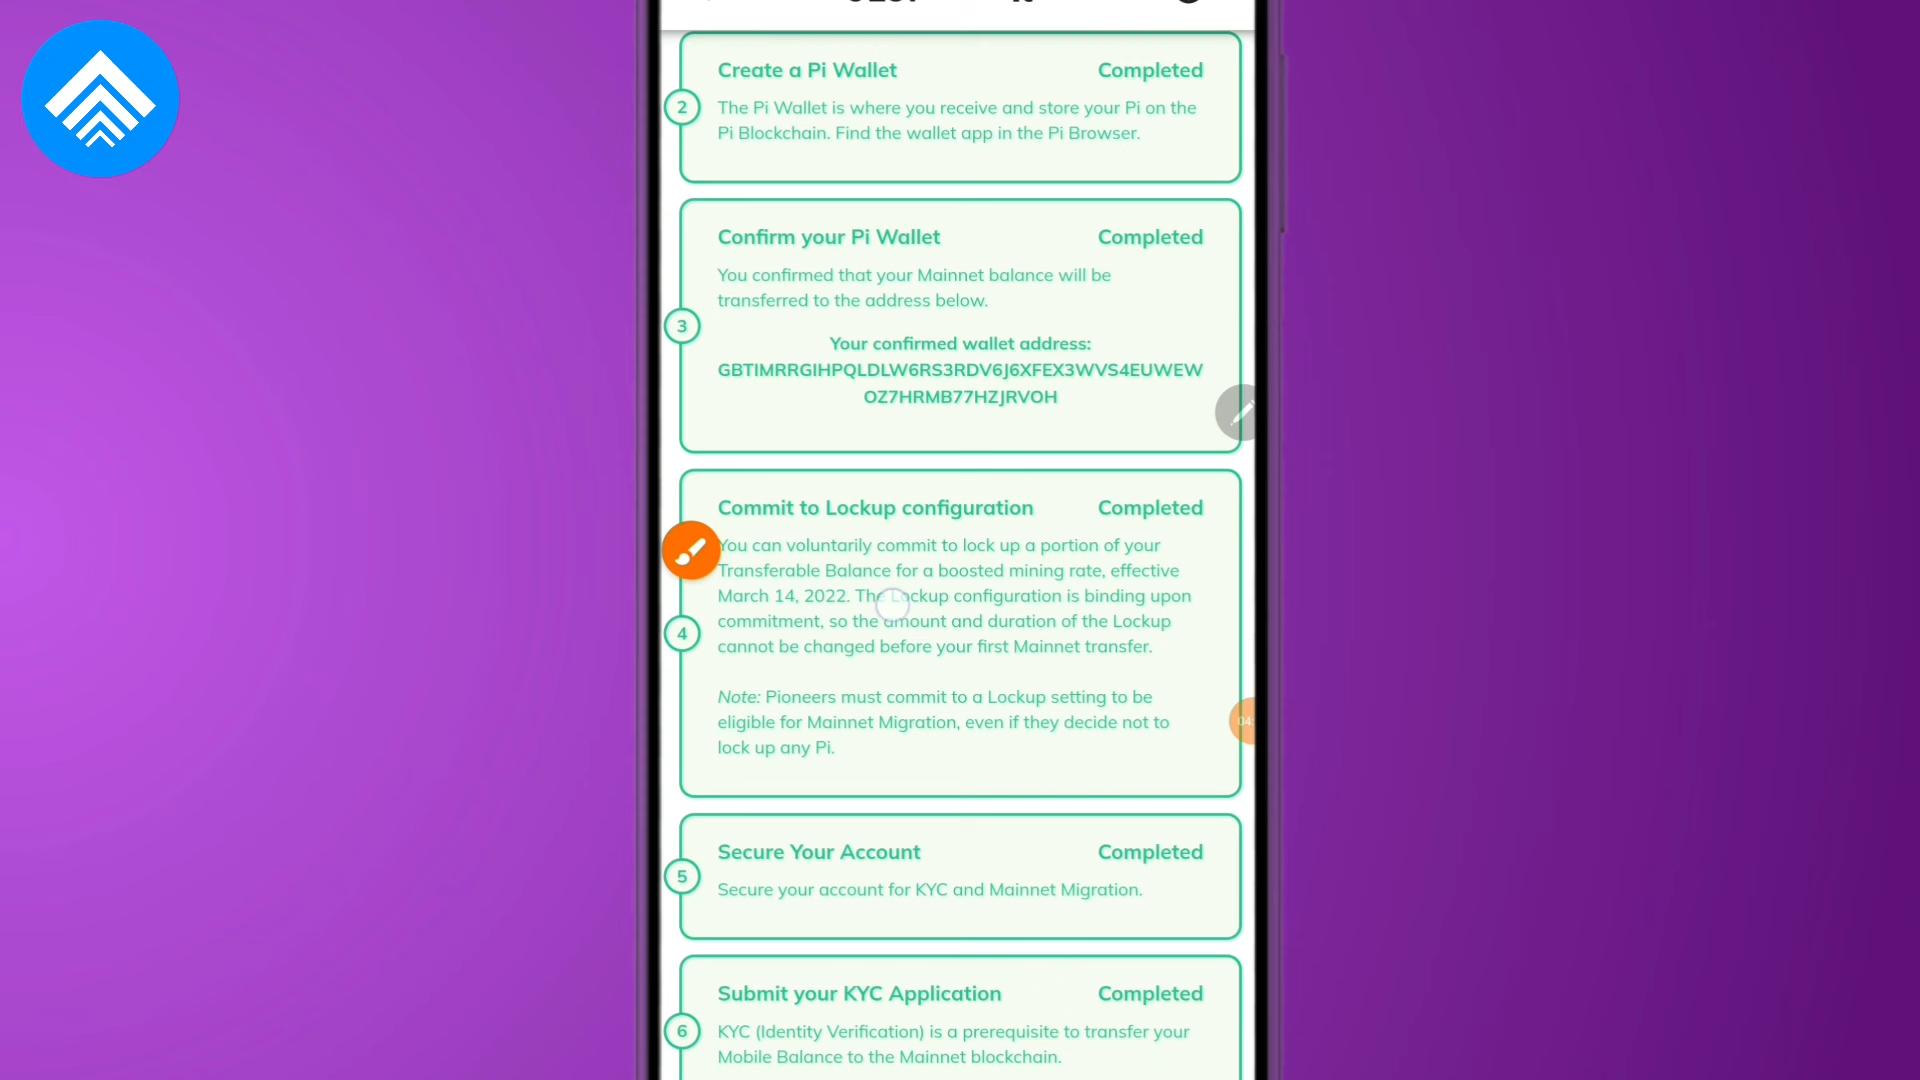 Create a Pi Wallet Completed
2
The Pi Wallet is where you receive and store your Pi on the
Pi Blockchain. Find the wallet app in the Pi Browser.
Confirm your Pi Wallet Completed
You confirmed that your Mainnet balance will be
transferred to the address below.
3
Your confirmed wallet address:
GBTIMRRGIHPQLDLW6RS3RDV6J6XFEX3WVS4EUWEW
OZ7HRMB77HZJRVOH
Commit to Lockup configuration Completed
You can voluntarily commit to lock up a portion of your
Transferable Balance for a boosted mining rate, effective
March 14, 2022. The Lockup configuration is binding upon
commitment, so the amount and duration of the Lockup
4
cannot be changed before your first Mainnet transfer.
Note: Pioneers must commit to a Lockup setting to be
eligible for Mainnet Migration, even if they decide not to
04:
lock up any Pi.
Secure Your Account Completed
5
Secure your account for KYC and Mainnet Migration.
Submit your KYC Application Completed
6
KYC (Identity Verification) is a prerequisite to transfer your
Mobile Balance to the Mainnet blockchain.